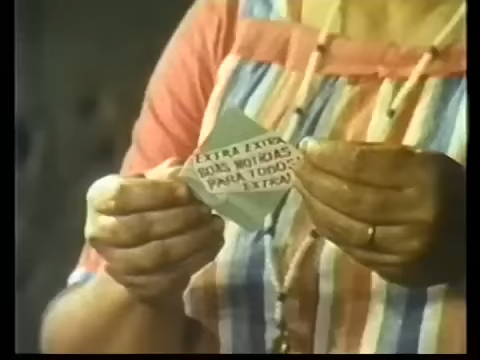 EXTRA EXTRA
BOAS NOTICIAS
PARA TODOS!
EXTRA!